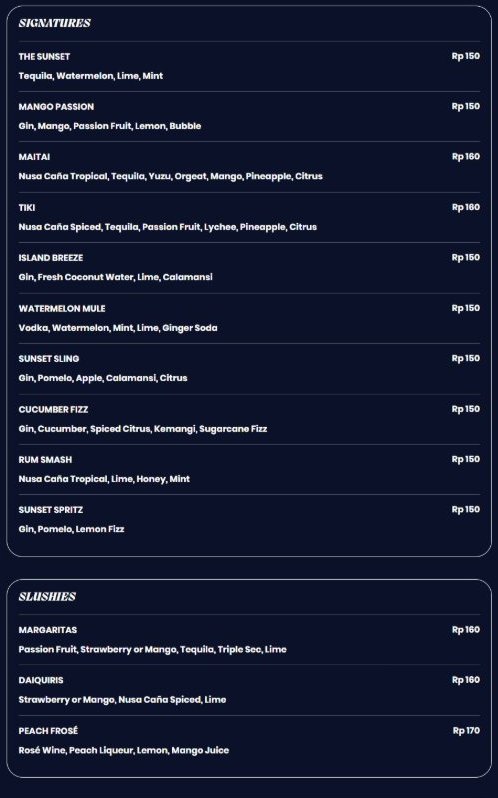 SIGNATURES
THE SUNSET Rp 150
Tequila, Watermelon, Lime, Mint
MANGO PASSION Rp 150
Gin, Mango, Passion Fruit, Lemon, Bubble
MAITAI Rp 160
Nusa Caña Tropical, Tequila, Yuzu, Orgeat, Mango, Pineapple, Citrus
TIKI Rp 160
Nusa Caña Spiced, Tequila, Passion Fruit, Lychee, Pineapple, Citrus
ISLAND BREEZE Rp 150
Gin, Fresh Coconut Water, Lime, Calamansi
WATERMELON MULE Rp 150
Vodka, Watermelon, Mint, Lime, Ginger Soda
SUNSET SLING Rp 150
Gin, Pomelo, Apple, Calamansi, Citrus
CUCUMBER FIZZ Rp 150
Gin, Cucumber, Spiced Citrus, Kemangi, Sugarcane Fizz
RUM SMASH Rp 150
Nusa Caña Tropical, Lime, Honey, Mint
SUNSET SPRITZ Rp 150
Gin, Pomelo, Lemon Fizz
SLUSHIES
MARGARITAS Rp 160
Passion Fruit, Strawberry or Mango, Tequila, Triple Sec, Lime
DAIQUIRIS Rp 160
Strawberry or Mango, Nusa Caña Spiced, Lime
PEACH FROSÉ Rp 170
Rosé Wine, Peach Liqueur, Lemon, Mango Juice